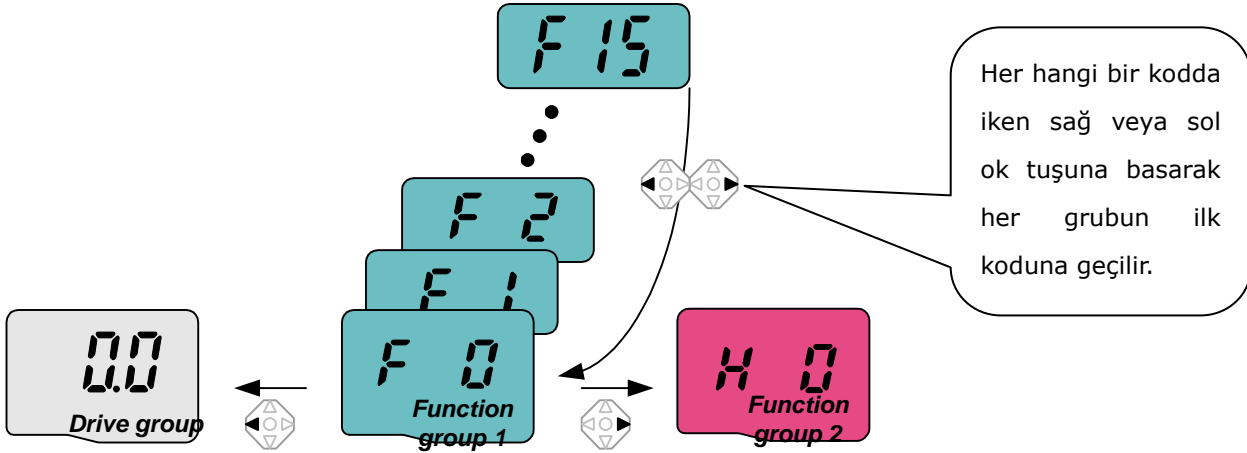 F 15
Her hangi bir kodda
iken sağ veya sol
ok tuşuna basarak
her grubun ilk
koduna geçilir.
F 2
F 1
0.0
Drive group
F 0
Function
group 1
H 0
Function
group 2